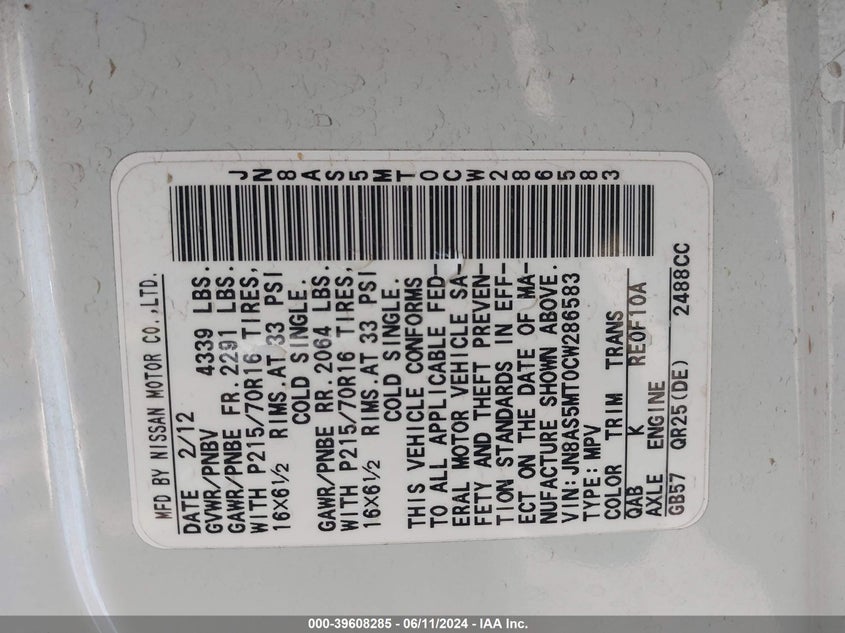 JN8AS5MT0CW286583
MFD BY NISSAN MOTOR CO.,LTD.
DATE 2/12
GVWR/PNBV 4339 LBS.
GAWR/PNBE FR.2291 LBS.
WITH P215/70R16 TIRES,
16X6½ RIMS.AT 33 PSI
COLD SINGLE.
GAWR/PNBE RR.2064 LBS.
WITH P215/70R16 TIRES,
16X6½ RIMS.AT 33 PSI
COLD SINGLE.
THIS VEHICLE CONFORMS
TO ALL APPLICABLE FED-
ERAL MOTOR VEHICLE SA-
FETY AND THEFT PREVEN-
TION STANDARDS IN EFF-
ECT ON THE DATE OF MA-
NUFACTURE SHOWN ABOVE.
VIN:JN8AS5MT0CW286583
TYPE:MPV
COLOR TRIM TRANS
QAB K RE0F10A
AXLE ENGINE
GB57 QR25(DE) 2488CC
000-39608285 - 06/11/2024 - IAA Inc.